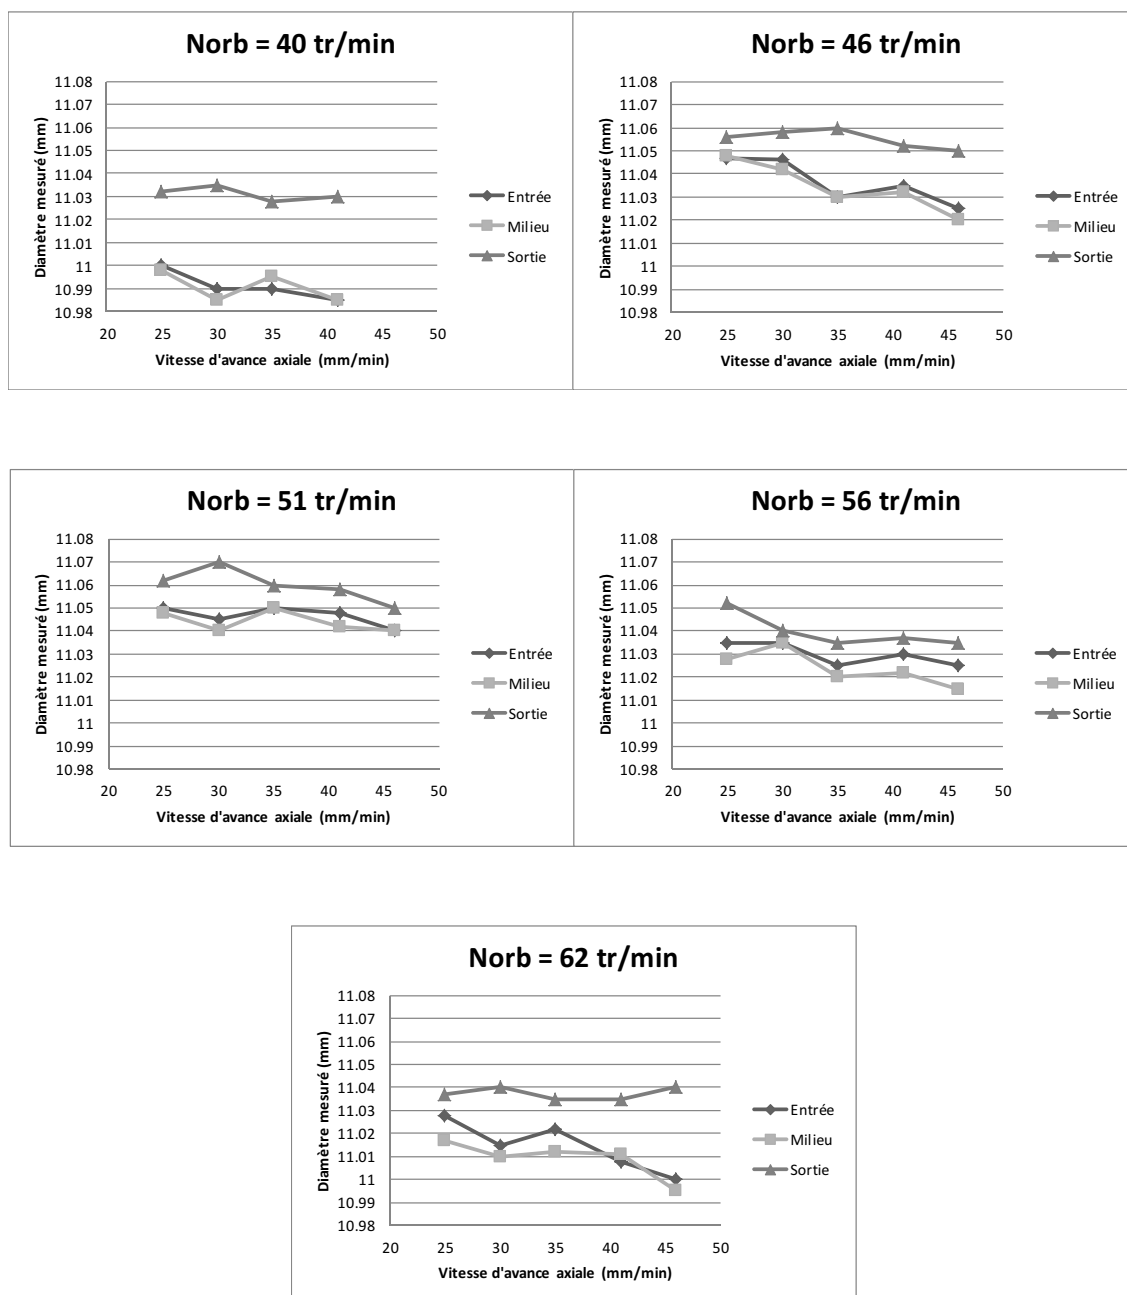 Norb = 40 tr/min
11.08
11.07
11.06
11.05
11.04
11.03
11.02
11.01
11
10.99
10.98
Diamètre mesuré (mm)
20 25 30 35 40 45 50
Vitesse d'avance axiale (mm/min)
Entrée
Milieu
Sortie
Norb = 46 tr/min
11.08
11.07
11.06
11.05
11.04
11.03
11.02
11.01
11
10.99
10.98
Diamètre mesuré (mm)
20 25 30 35 40 45 50
Vitesse d'avance axiale (mm/min)
Entrée
Milieu
Sortie
Norb = 51 tr/min
11.08
11.07
11.06
11.05
11.04
11.03
11.02
11.01
11
10.99
10.98
Diamètre mesuré (mm)
20 25 30 35 40 45 50
Vitesse d'avance axiale (mm/min)
Entrée
Milieu
Sortie
Norb = 56 tr/min
11.08
11.07
11.06
11.05
11.04
11.03
11.02
11.01
11
10.99
10.98
Diamètre mesuré (mm)
20 25 30 35 40 45 50
Vitesse d'avance axiale (mm/min)
Entrée
Milieu
Sortie
Norb = 62 tr/min
11.08
11.07
11.06
11.05
11.04
11.03
11.02
11.01
11
10.99
10.98
Diamètre mesuré (mm)
20 25 30 35 40 45 50
Vitesse d'avance axiale (mm/min)
Entrée
Milieu
Sortie